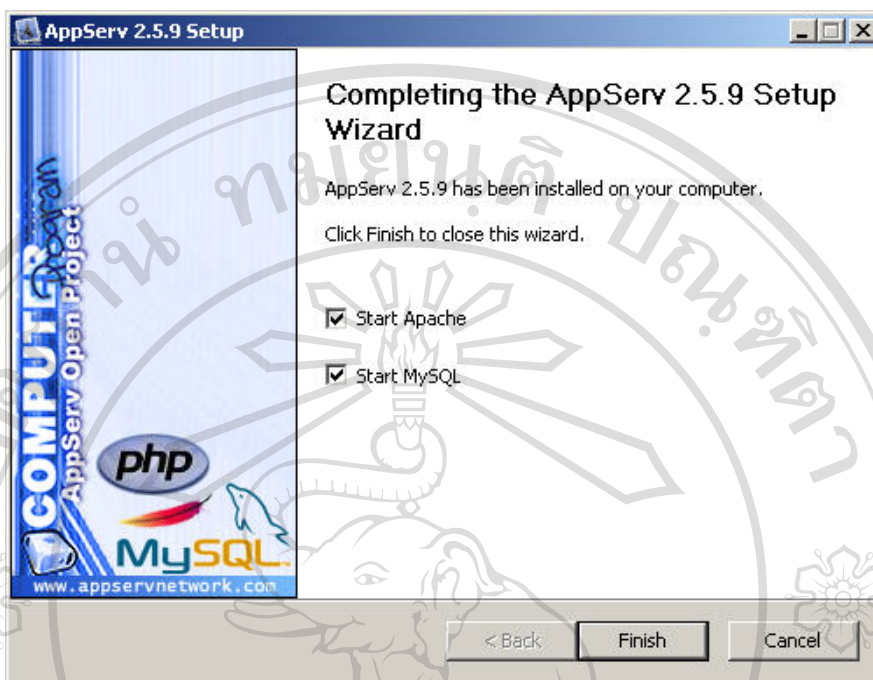 AppServ 2.5.9 Setup
Completing the AppServ 2.5.9 Setup
Wizard
AppServ 2.5.9 has been installed on your computer.
Click Finish to close this wizard.
Start Apache
Start MySQL
COMPUTER
Program
AppServ Open Project
php
MySQL
www.appservnetwork.com
< Back
Finish
Cancel